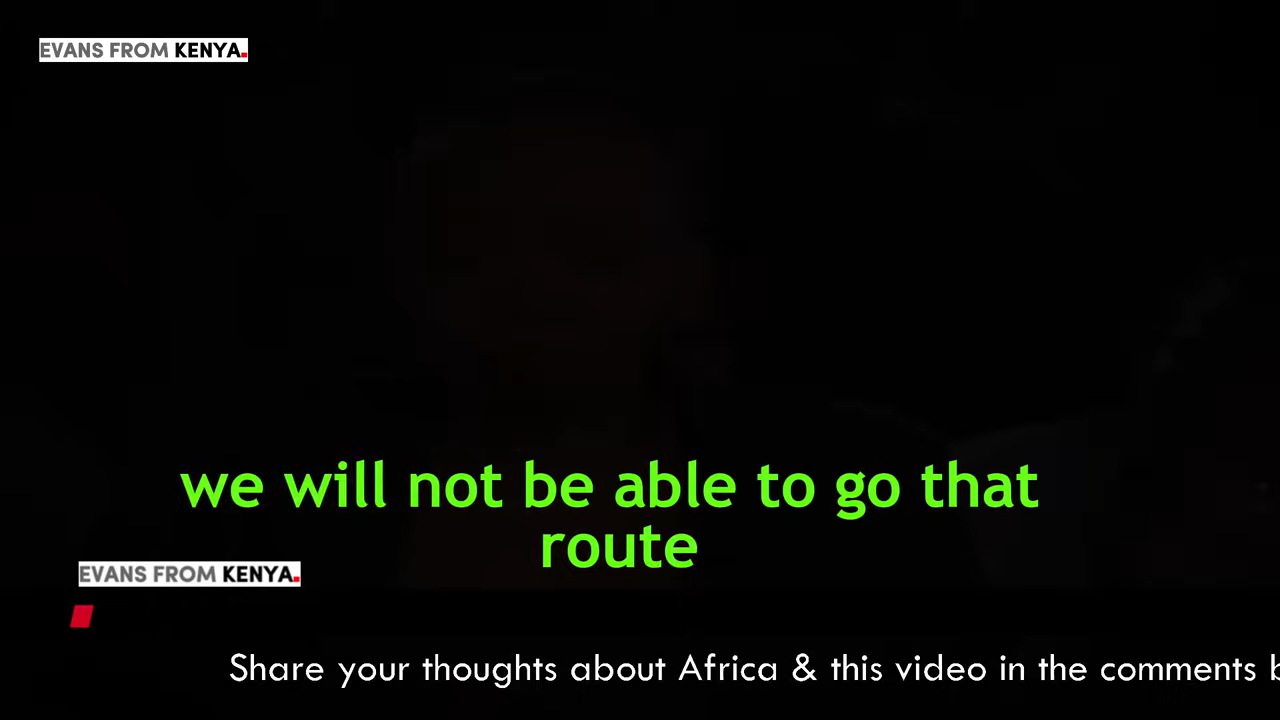 EVANS FROM KENYA.
we will not be able to go that
route
EVANS FROM KENYA.
Share your thoughts about Africa & this video in the comments